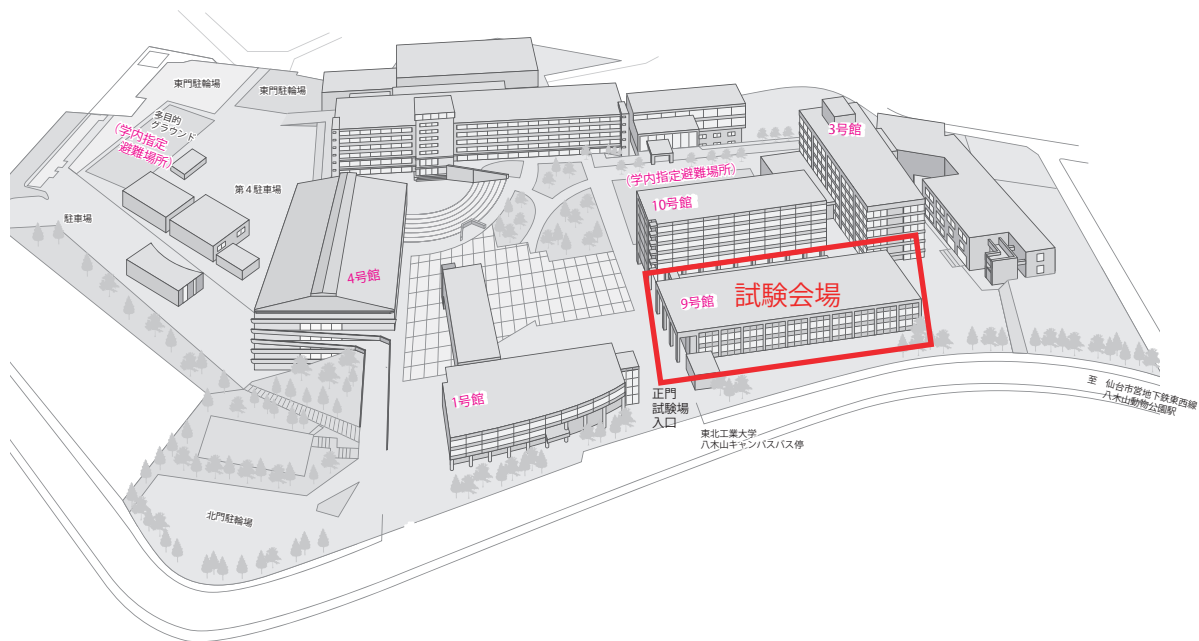 東門駐輪場
東門駐輪場
多目的
グラウンド
(学内指定
避難場所)
第4駐車場
駐車場
3号館
(学内指定避難場所)
10号館
4号館
9号館
試験会場
1号館
正門
試験場
入口
東北工業大学
八木山キャンパスバス停
至 仙台市営地下鉄東西線
八木山動物公園駅
北門駐輪場